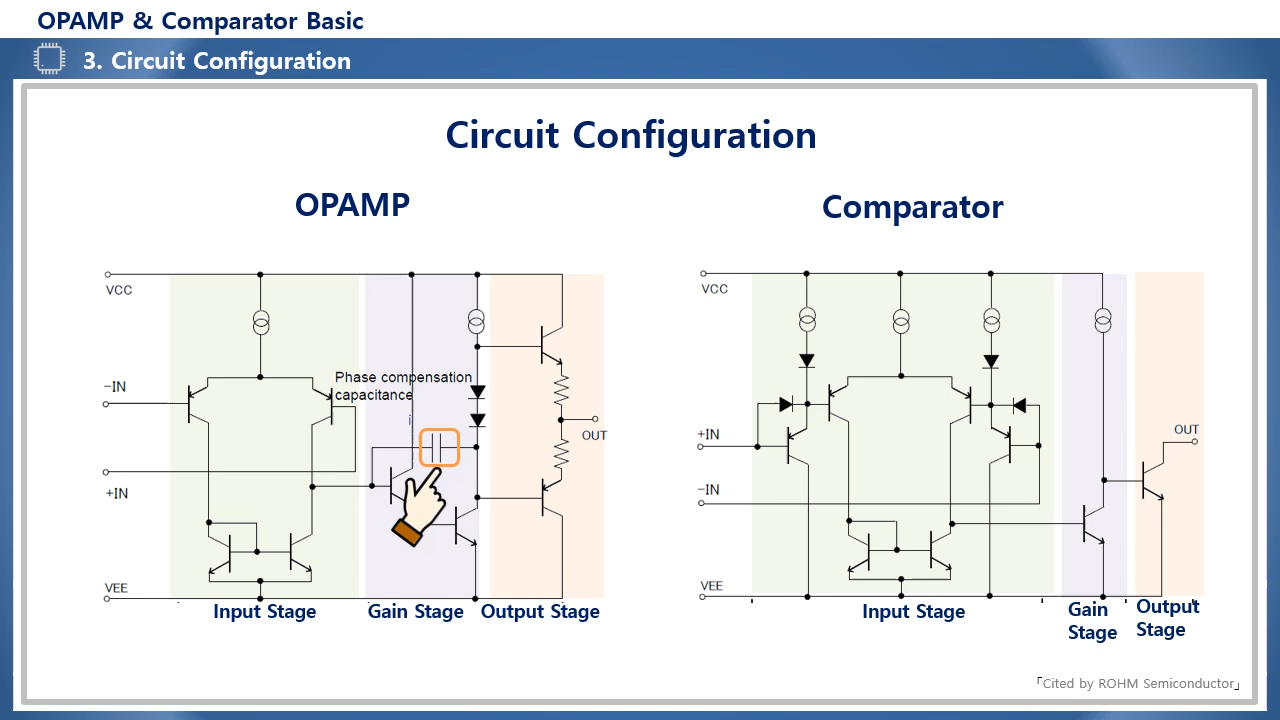 OPAMP & Comparator Basic
3. Circuit Configuration
Circuit Configuration
OPAMP
VCC
−IN
Phase compensation
capacitance
i
OUT
+IN
VEE
Input Stage
Gain Stage
Output Stage
Comparator
VCC
+IN
OUT
−IN
VEE
Input Stage
Gain
Stage
Output
Stage
「Cited by ROHM Semiconductor」